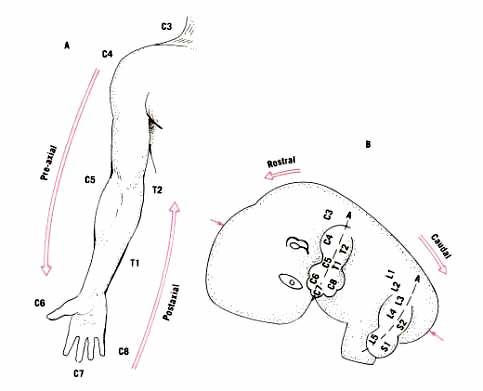 A
C3
C4
Pre-axial
C5
T2
T1
Postaxial
C6
C8
C7
B
Rostral
Caudal
C3
A
C4
T2
C5
T1
C6
C8
C7
L1
A
L2
L3
L4
S2
L5
S1